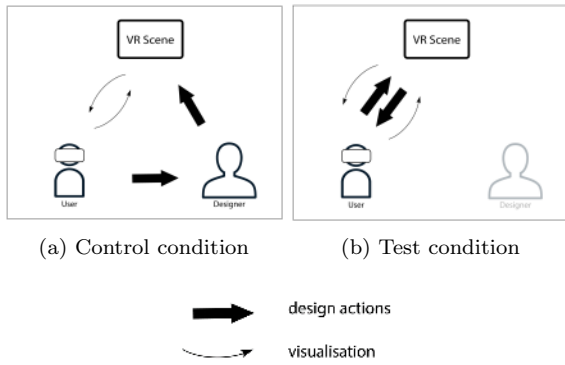 VR Scene
User
Designer
VR Scene
User
Designer
(a) Control condition
(b) Test condition
design actions
visualisation